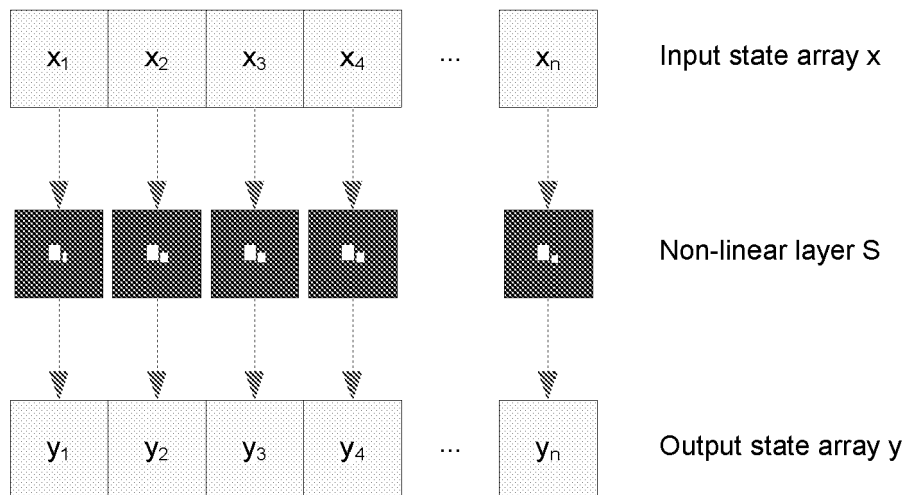 x₁ x₂ x₃ x₄ ... xₙ Input state array x
Non-linear layer S
y₁ y₂ y₃ y₄ ... yₙ Output state array y